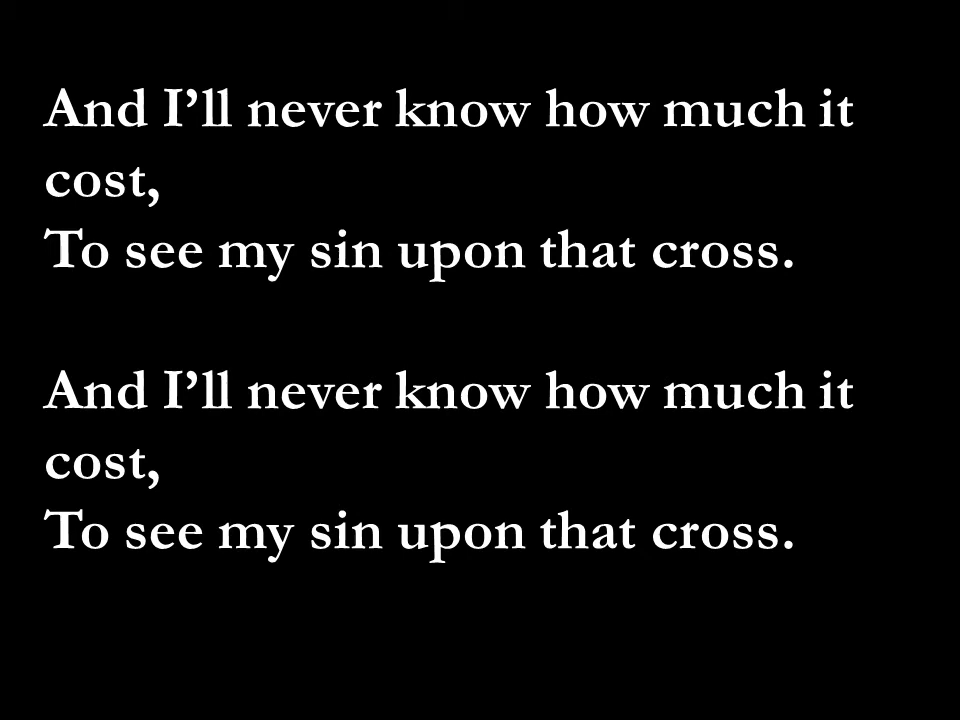 And I’ll never know how much it
cost,
To see my sin upon that cross.
And I’ll never know how much it
cost,
To see my sin upon that cross.